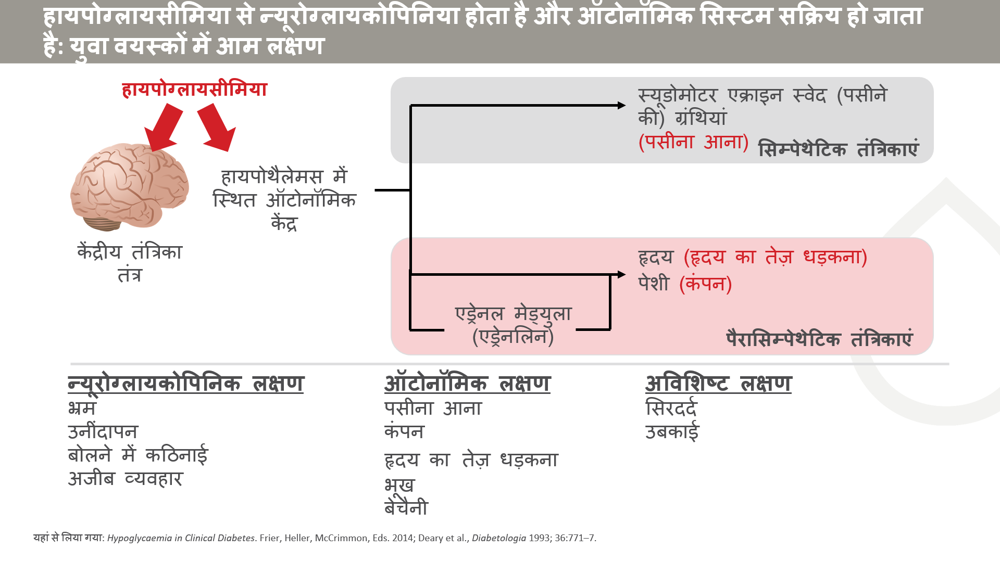 हायपोग्लायसीमिया से न्यूरोग्लायकोपिनिया होता है और ऑटोनॉमिक सिस्टम सक्रिय हो जाता
है: युवा वयस्कों में आम लक्षण
हायपोग्लायसीमिया
हायपोथैलेमस में
स्थित ऑटोनॉमिक
केंद्र
केंद्रीय तंत्रिका
तंत्र
स्यूडोमोटर एक्राइन स्वेद (पसीने
की) ग्रंथियां
(पसीना आना)
सिम्पेथेटिक तंत्रिकाएं
हृदय (हृदय का तेज़ धड़कना)
पेशी (कंपन)
एड्रेनल मेड्युला
(एड्रेनलिन)
पैरासिम्पेथेटिक तंत्रिकाएं
न्यूरोग्लायकोपिनिक लक्षण
भ्रम
उनींदापन
बोलने में कठिनाई
अजीब व्यवहार
ऑटोनॉमिक लक्षण
पसीना आना
कंपन
हृदय का तेज़ धड़कना
भूख
बेचैनी
अविशिष्ट लक्षण
सिरदर्द
उबकाई
यहां से लिया गया: Hypoglycaemia in Clinical Diabetes. Frier, Heller, McCrimmon, Eds. 2014; Deary et al., Diabetologia 1993; 36:771–7.